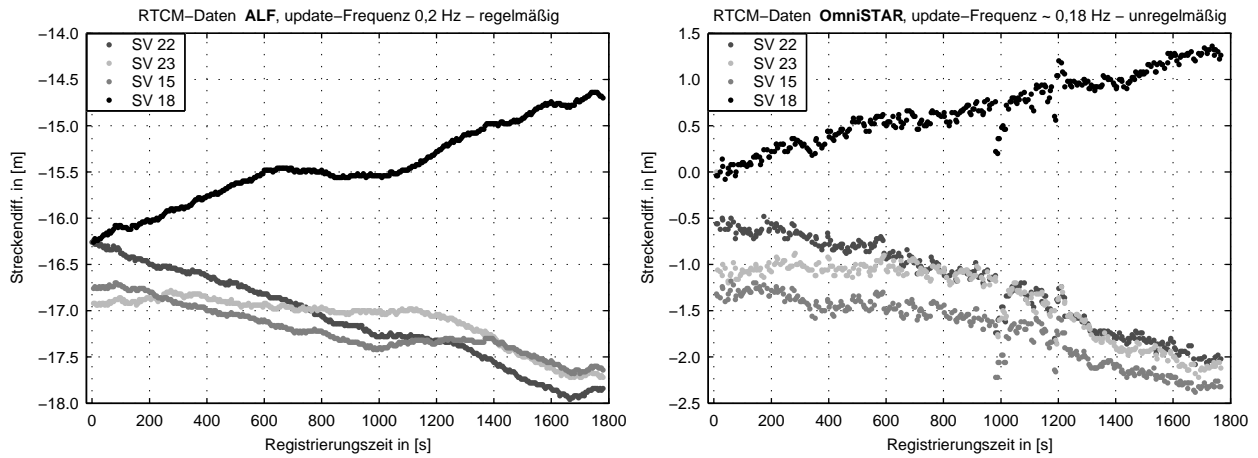 RTCM−Daten ALF, update−Frequenz 0,2 Hz − regelmäßig
−14.0
−14.5
−15.0
−15.5
−16.0
−16.5
−17.0
−17.5
−18.0
Streckendiff. in [m]
SV 22
SV 23
SV 15
SV 18
0 200 400 600 800 1000 1200 1400 1600 1800
Registrierungszeit in [s]
RTCM−Daten OmniSTAR, update−Frequenz ~ 0,18 Hz − unregelmäßig
1.5
1.0
0.5
0.0
−0.5
−1.0
−1.5
−2.0
−2.5
Streckendiff. in [m]
SV 22
SV 23
SV 15
SV 18
0 200 400 600 800 1000 1200 1400 1600 1800
Registrierungszeit in [s]